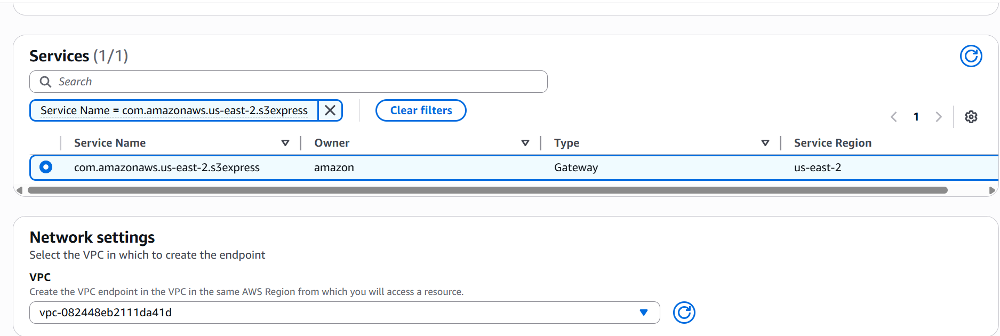 Services (1/1)
Search
Service Name = com.amazonaws.us-east-2.s3express
Clear filters
1
Service Name Owner Type Service Region
com.amazonaws.us-east-2.s3express amazon Gateway us-east-2
Network settings
Select the VPC in which to create the endpoint
VPC
Create the VPC endpoint in the VPC in the same AWS Region from which you will access a resource.
vpc-082448eb2111da41d